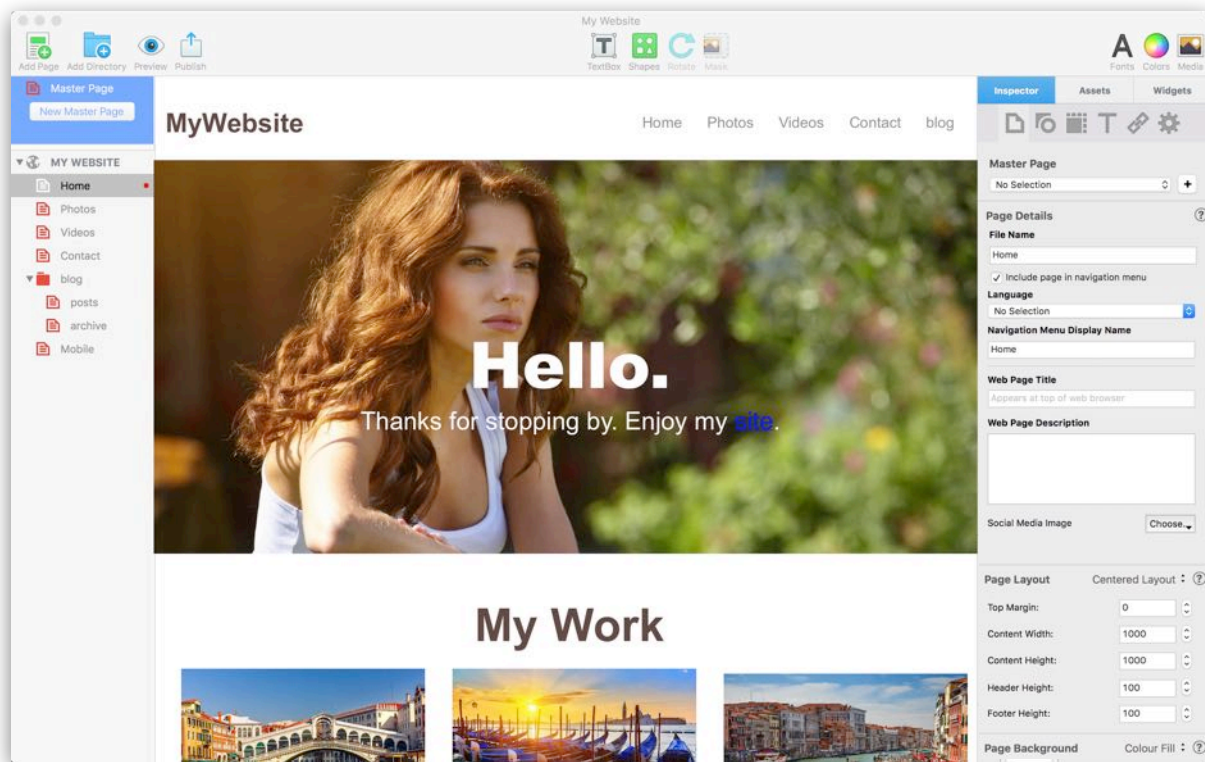 My Website
Add Page Add Directory Preview Publish
TextBox Shapes Rotate Mask
Fonts Colors Media
Master Page
New Master Page
MY WEBSITE
Home
Photos
Videos
Contact
blog
posts
archive
Mobile
MyWebsite
Home Photos Videos Contact blog
Hello.
Thanks for stopping by. Enjoy my site.
My Work
Inspector Assets Widgets
Master Page
No Selection
Page Details
File Name
Home
Include page in navigation menu
Language
No Selection
Navigation Menu Display Name
Home
Web Page Title
Appears at top of web browser
Web Page Description
Social Media Image Choose..
Page Layout Centered Layout
Top Margin: 0
Content Width: 1000
Content Height: 1000
Header Height: 100
Footer Height: 100
Page Background Colour Fill